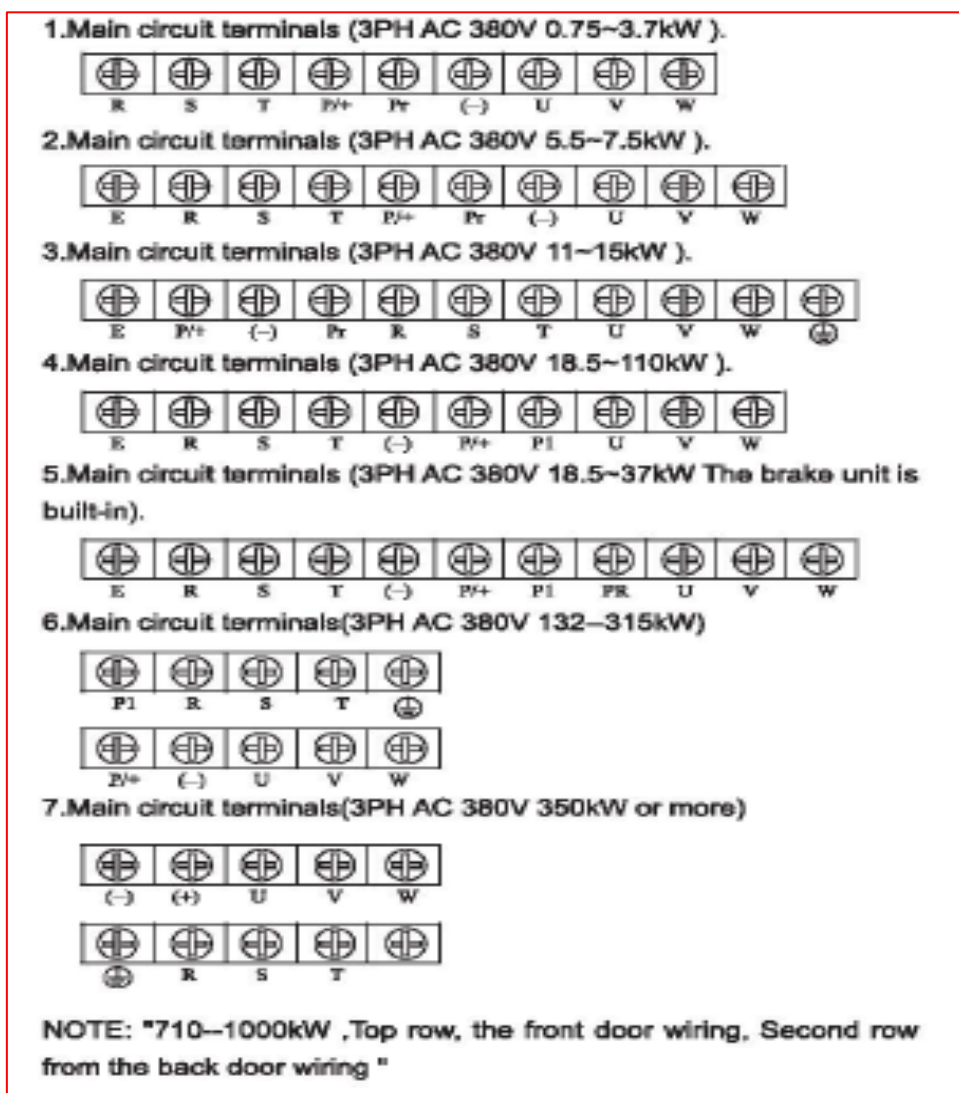 1.Main circuit terminals (3PH AC 380V 0.75~3.7kW ).
R S T P/+ Pr (–) U V W
2.Main circuit terminals (3PH AC 380V 5.5~7.5kW ).
E R S T P/+ Pr (–) U V W
3.Main circuit terminals (3PH AC 380V 11~15kW ).
E P/+ (–) Pr R S T U V W
4.Main circuit terminals (3PH AC 380V 18.5~110kW ).
E R S T (–) P/+ P1 U V W
5.Main circuit terminals (3PH AC 380V 18.5~37kW The brake unit is
built-in).
E R S T (–) P/+ P1 PR U V W
6.Main circuit terminals(3PH AC 380V 132--315kW)
P1 R S T
P/+ (–) U V W
7.Main circuit terminals(3PH AC 380V 350kW or more)
(–) (+) U V W
R S T
NOTE: "710--1000kW ,Top row, the front door wiring, Second row
from the back door wiring "